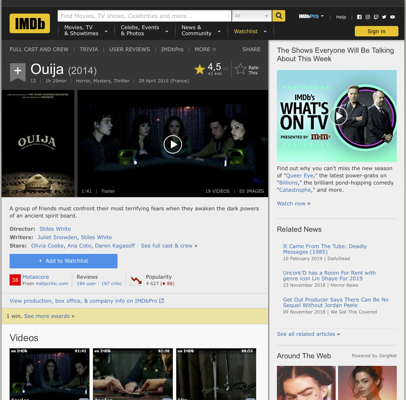 IMDb
Find Movies, TV shows, Celebrities and more...
All
IMDbPro
Help
Movies, TV & Showtimes
Celebs, Events & Photos
News & Community
Watchlist
Sign in
FULL CAST AND CREW | TRIVIA | USER REVIEWS | IMDbPro | MORE
SHARE
Ouija (2014)
12 | 1h 29min | Horror, Mystery, Thriller | 29 April 2015 (France)
4,5
Rate This
OUIJA
1:41 | Trailer
19 VIDEOS | 55 IMAGES
A group of friends must confront their most terrifying fears when they awaken the dark powers
of an ancient spirit board.
Director: Stiles White
Writers: Juliet Snowden, Stiles White
Stars: Olivia Cooke, Ana Coto, Daren Kagasoff | See full cast & crew »
+ Add to Watchlist
38
Metascore
From metacritic.com
Reviews
184 user | 197 critic
Popularity
4 627 (88)
View production, box office, & company info on IMDbPro
1 win. See more awards »
Videos
The Shows Everyone Will Be Talking
About This Week
IMDb's
WHAT'S
ON TV
PRESENTED BY
Find out why you can't miss the new season
of "Queer Eye," the latest power-grabs on
"Billions," the brilliant pond-hopping comedy
"Catastrophe," and more.
Watch now »
Related News
It Came From The Tube: Deadly
Messages (1985)
10 February 2019 | DailyDead
Uncork'D has a Room For Rent with
genre icon Lin Shaye For 2019
23 November 2018 | Horror News
Get Out Producer Says There Can Be No
Sequel Without Jordan Peele
09 November 2018 | We Got This Covered
See all related articles »
Around The Web
Powered by ZergNet